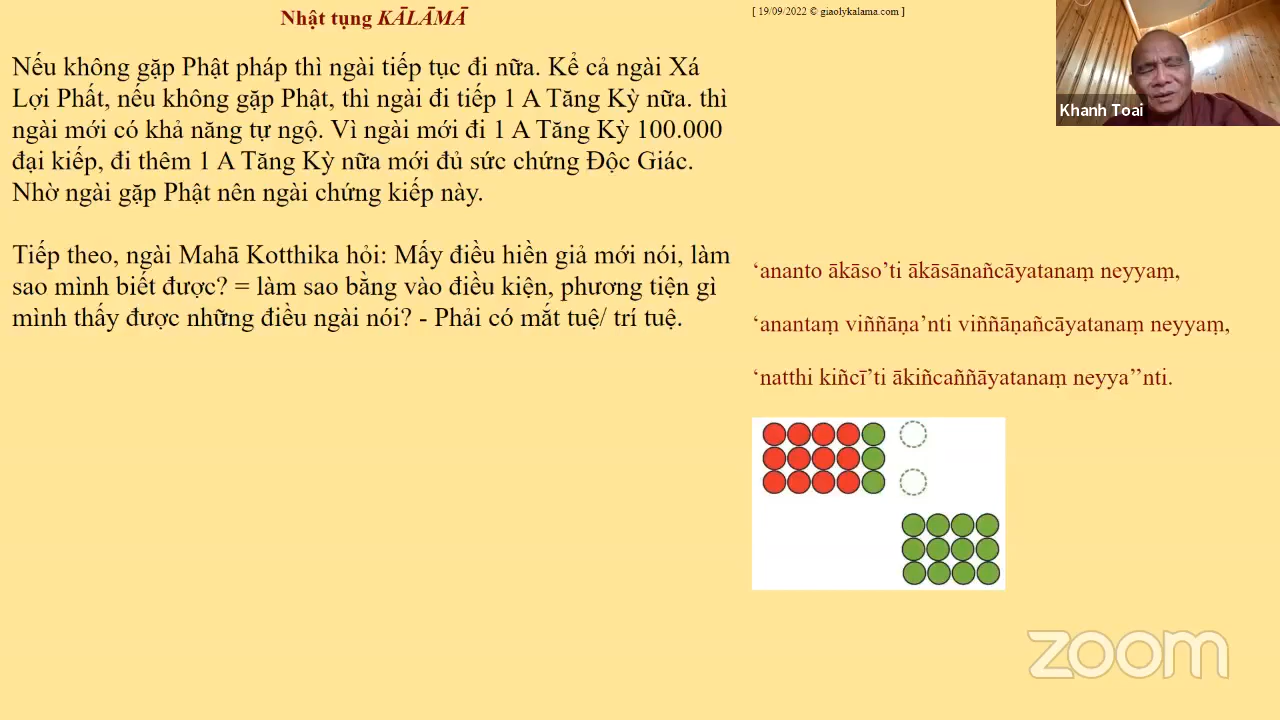 Nhật tụng KĀLĀMĀ
[ 19/09/2022 © giaolykalama.com ]
Nếu không gặp Phật pháp thì ngài tiếp tục đi nữa. Kể cả ngài Xá
Lợi Phất, nếu không gặp Phật, thì ngài đi tiếp 1 A Tăng Kỳ nữa. thì
ngài mới có khả năng tự ngộ. Vì ngài mới đi 1 A Tăng Kỳ 100.000
đại kiếp, đi thêm 1 A Tăng Kỳ nữa mới đủ sức chứng Độc Giác.
Nhờ ngài gặp Phật nên ngài chứng kiếp này.
Tiếp theo, ngài Mahā Kotthika hỏi: Mấy điều hiền giả mới nói, làm
sao mình biết được? = làm sao bằng vào điều kiện, phương tiện gì
mình thấy được những điều ngài nói? - Phải có mắt tuệ/ trí tuệ.
‘ananto ākāso’ti ākāsānañcāyatanaṃ neyyaṃ,
‘anantaṃ viññāṇa’nti viññāṇañcāyatanaṃ neyyaṃ,
‘natthi kiñcī’ti ākiñcaññāyatanaṃ neyya’’nti.
Khanh Toai
zoom